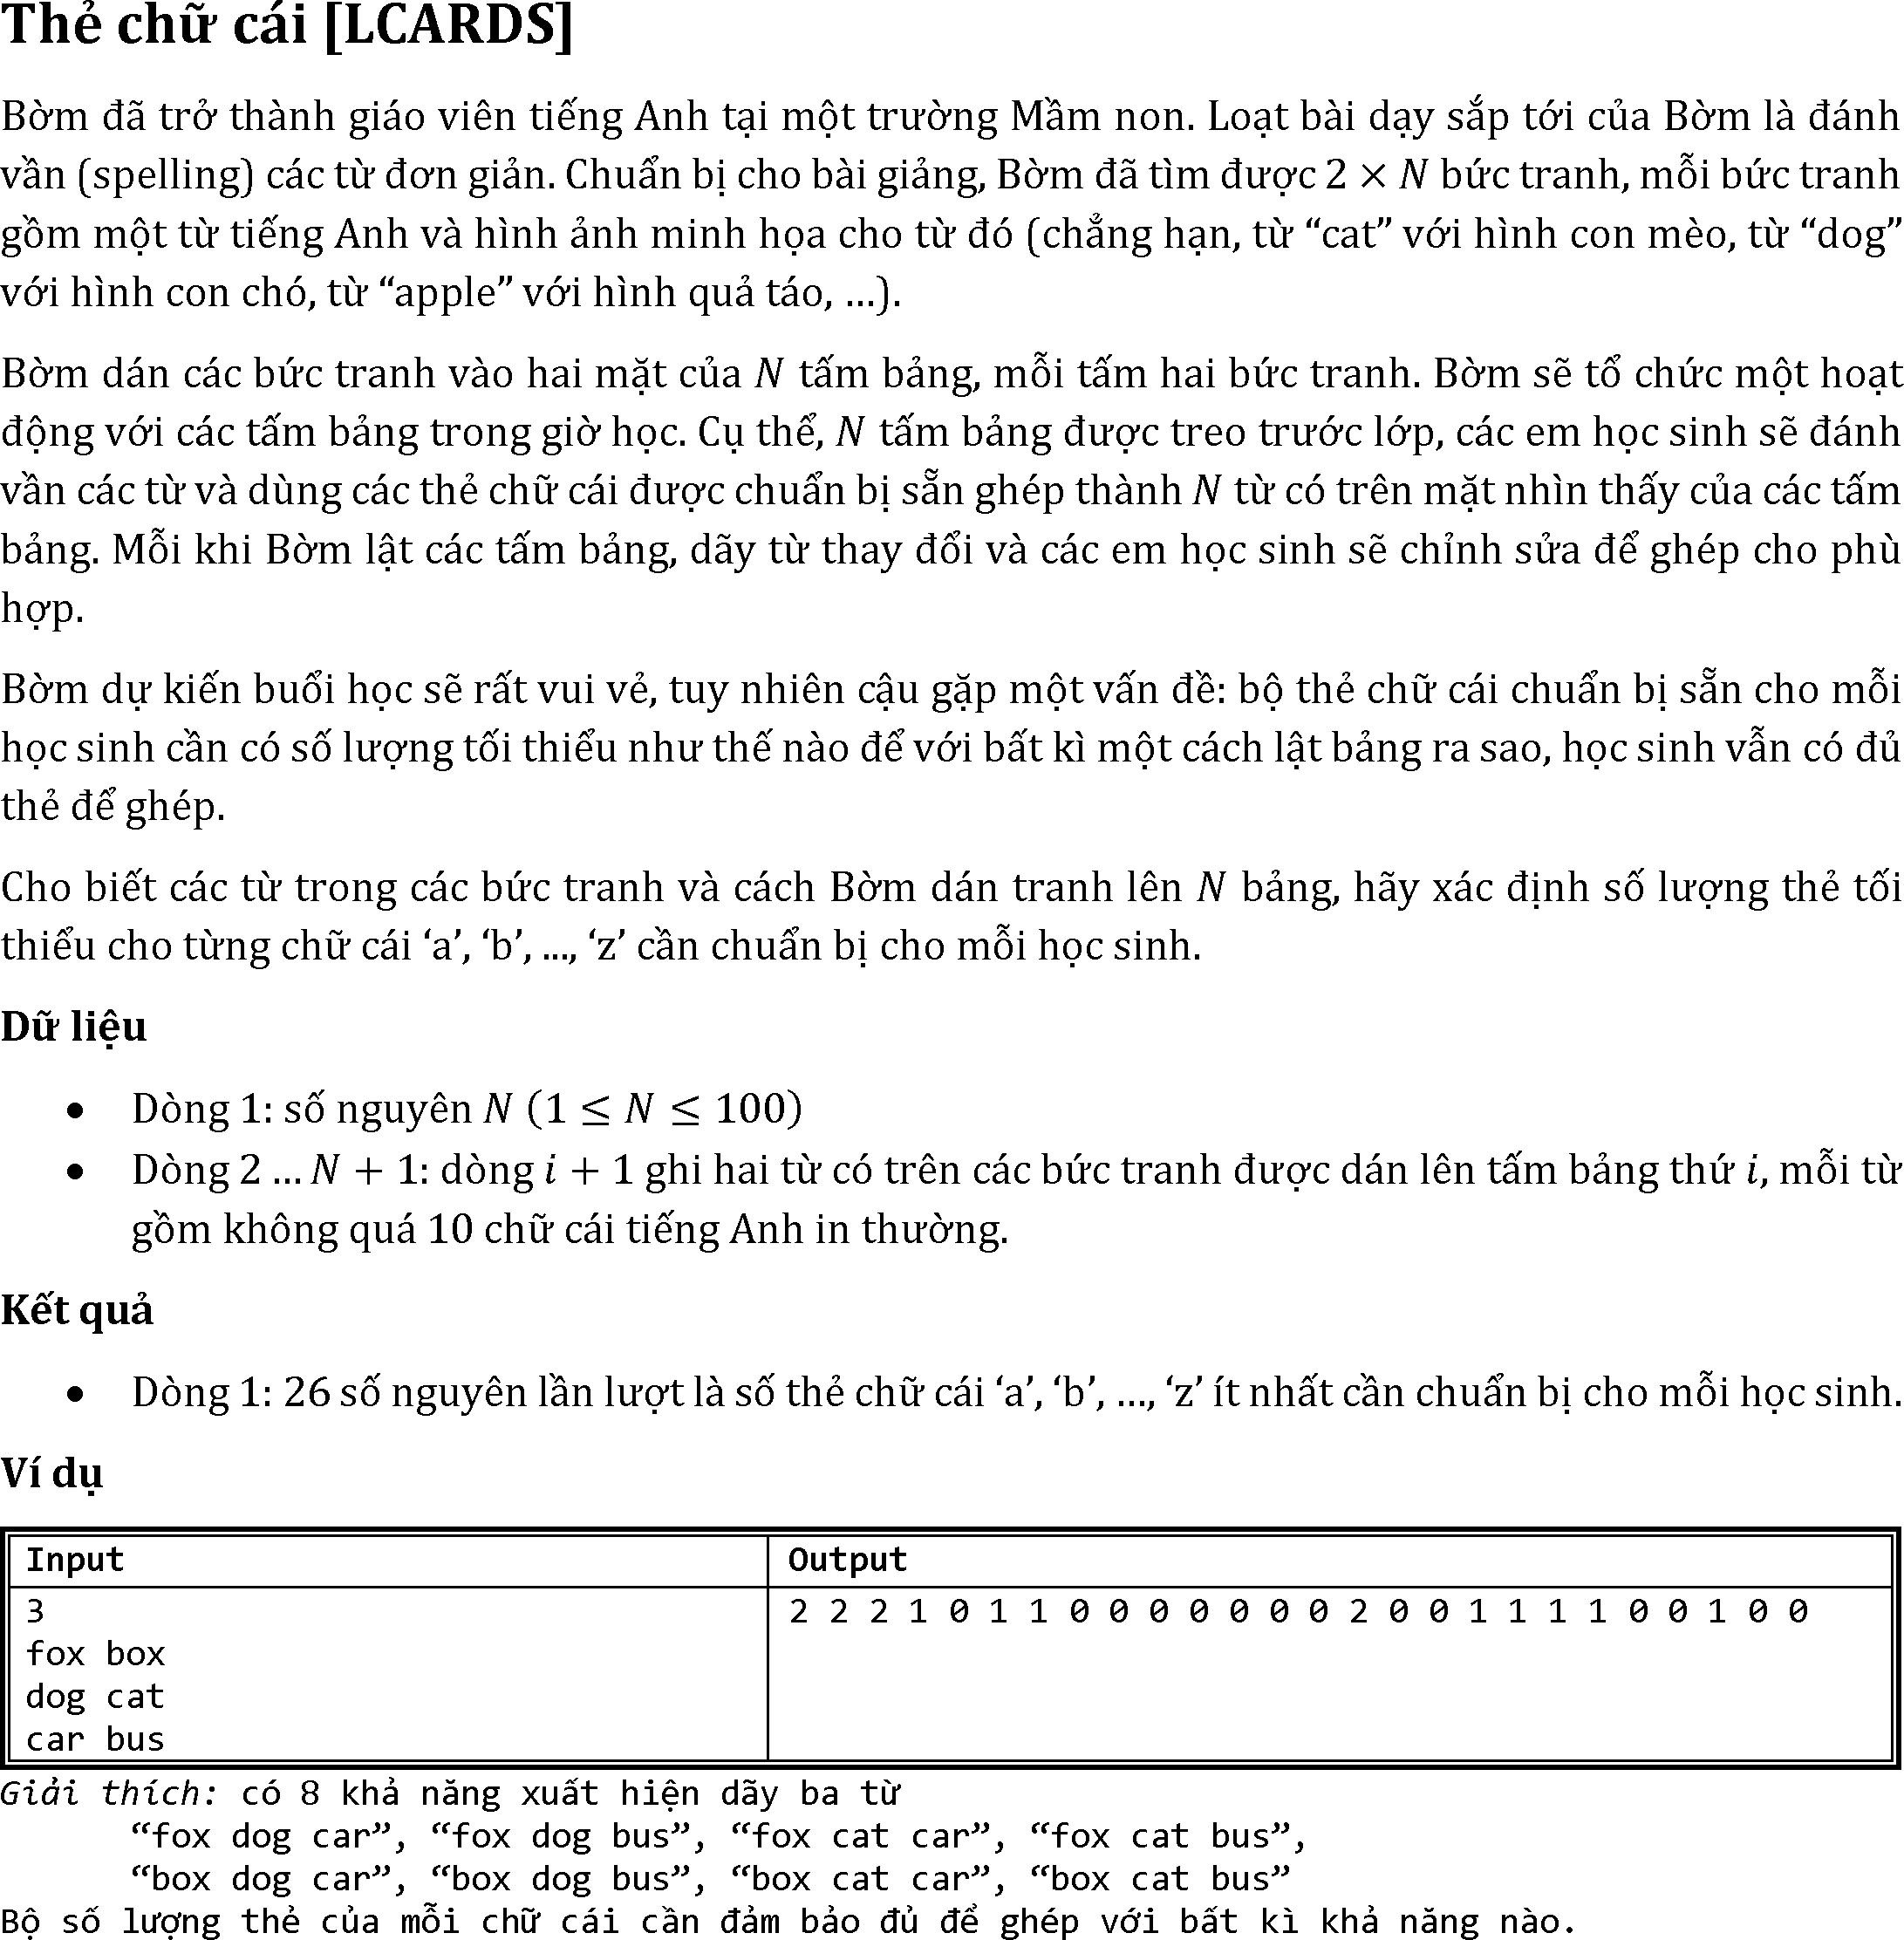 Thẻ chữ cái [LCARDS]
Bờm đã trở thành giáo viên tiếng Anh tại một trường Mầm non. Loạt bài dạy sắp tới của Bờm là đánh
vần (spelling) các từ đơn giản. Chuẩn bị cho bài giảng, Bờm đã tìm được 2 × N bức tranh, mỗi bức tranh
gồm một từ tiếng Anh và hình ảnh minh họa cho từ đó (chẳng hạn, từ “cat” với hình con mèo, từ “dog”
với hình con chó, từ “apple” với hình quả táo, ...).
Bờm dán các bức tranh vào hai mặt của N tấm bảng, mỗi tấm hai bức tranh. Bờm sẽ tổ chức một hoạt
động với các tấm bảng trong giờ học. Cụ thể, N tấm bảng được treo trước lớp, các em học sinh sẽ đánh
vần các từ và dùng các thẻ chữ cái được chuẩn bị sẵn ghép thành N từ có trên mặt nhìn thấy của các tấm
bảng. Mỗi khi Bờm lật các tấm bảng, dãy từ thay đổi và các em học sinh sẽ chỉnh sửa để ghép cho phù
hợp.
Bờm dự kiến buổi học sẽ rất vui vẻ, tuy nhiên cậu gặp một vấn đề: bộ thẻ chữ cái chuẩn bị sẵn cho mỗi
học sinh cần có số lượng tối thiểu như thế nào để với bất kì một cách lật bảng ra sao, học sinh vẫn có đủ
thẻ để ghép.
Cho biết các từ trong các bức tranh và cách Bờm dán tranh lên N bảng, hãy xác định số lượng thẻ tối
thiểu cho từng chữ cái ‘a’, ‘b’, ..., ‘z’ cần chuẩn bị cho mỗi học sinh.
Dữ liệu
• Dòng 1: số nguyên N (1 ≤ N ≤ 100)
• Dòng 2 ... N + 1: dòng i + 1 ghi hai từ có trên các bức tranh được dán lên tấm bảng thứ i, mỗi từ
gồm không quá 10 chữ cái tiếng Anh in thường.
Kết quả
• Dòng 1: 26 số nguyên lần lượt là số thẻ chữ cái ‘a’, ‘b’, ..., ‘z’ ít nhất cần chuẩn bị cho mỗi học sinh.
Ví dụ
Input Output
3 2 2 2 1 0 1 1 0 0 0 0 0 0 0 2 0 0 1 1 1 1 0 0 1 0 0
fox box
dog cat
car bus
Giải thích: có 8 khả năng xuất hiện dãy ba từ
“fox dog car”, “fox dog bus”, “fox cat car”, “fox cat bus”,
“box dog car”, “box dog bus”, “box cat car”, “box cat bus”
Bộ số lượng thẻ của mỗi chữ cái cần đảm bảo đủ để ghép với bất kì khả năng nào.